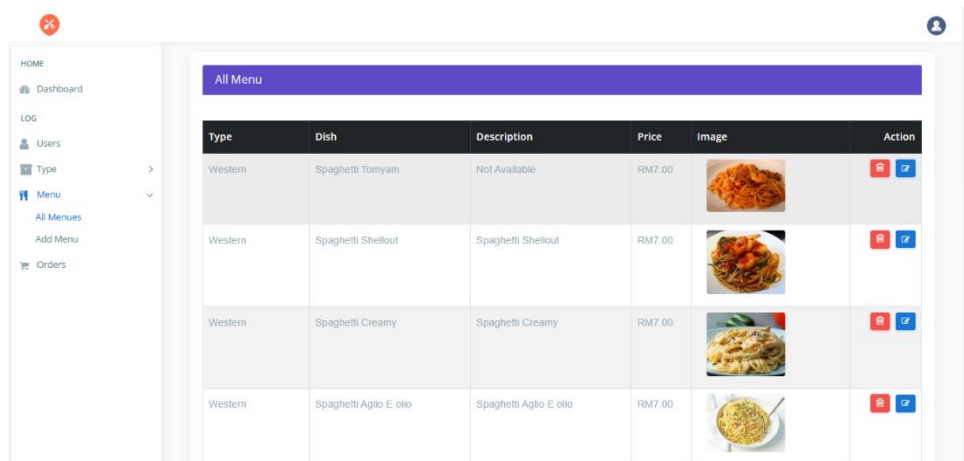 HOME
Dashboard
LOG
Users
Type
Menu
All Menues
Add Menu
Orders
All Menu
Type Dish Description Price Image Action
Western Spaghetti Tomyam Not Available RM7.00
Western Spaghetti Shellout Spaghetti Shellout RM7.00
Western Spaghetti Creamy Spaghetti Creamy RM7.00
Western Spaghetti Aglio E olio Spaghetti Aglio E olio RM7.00